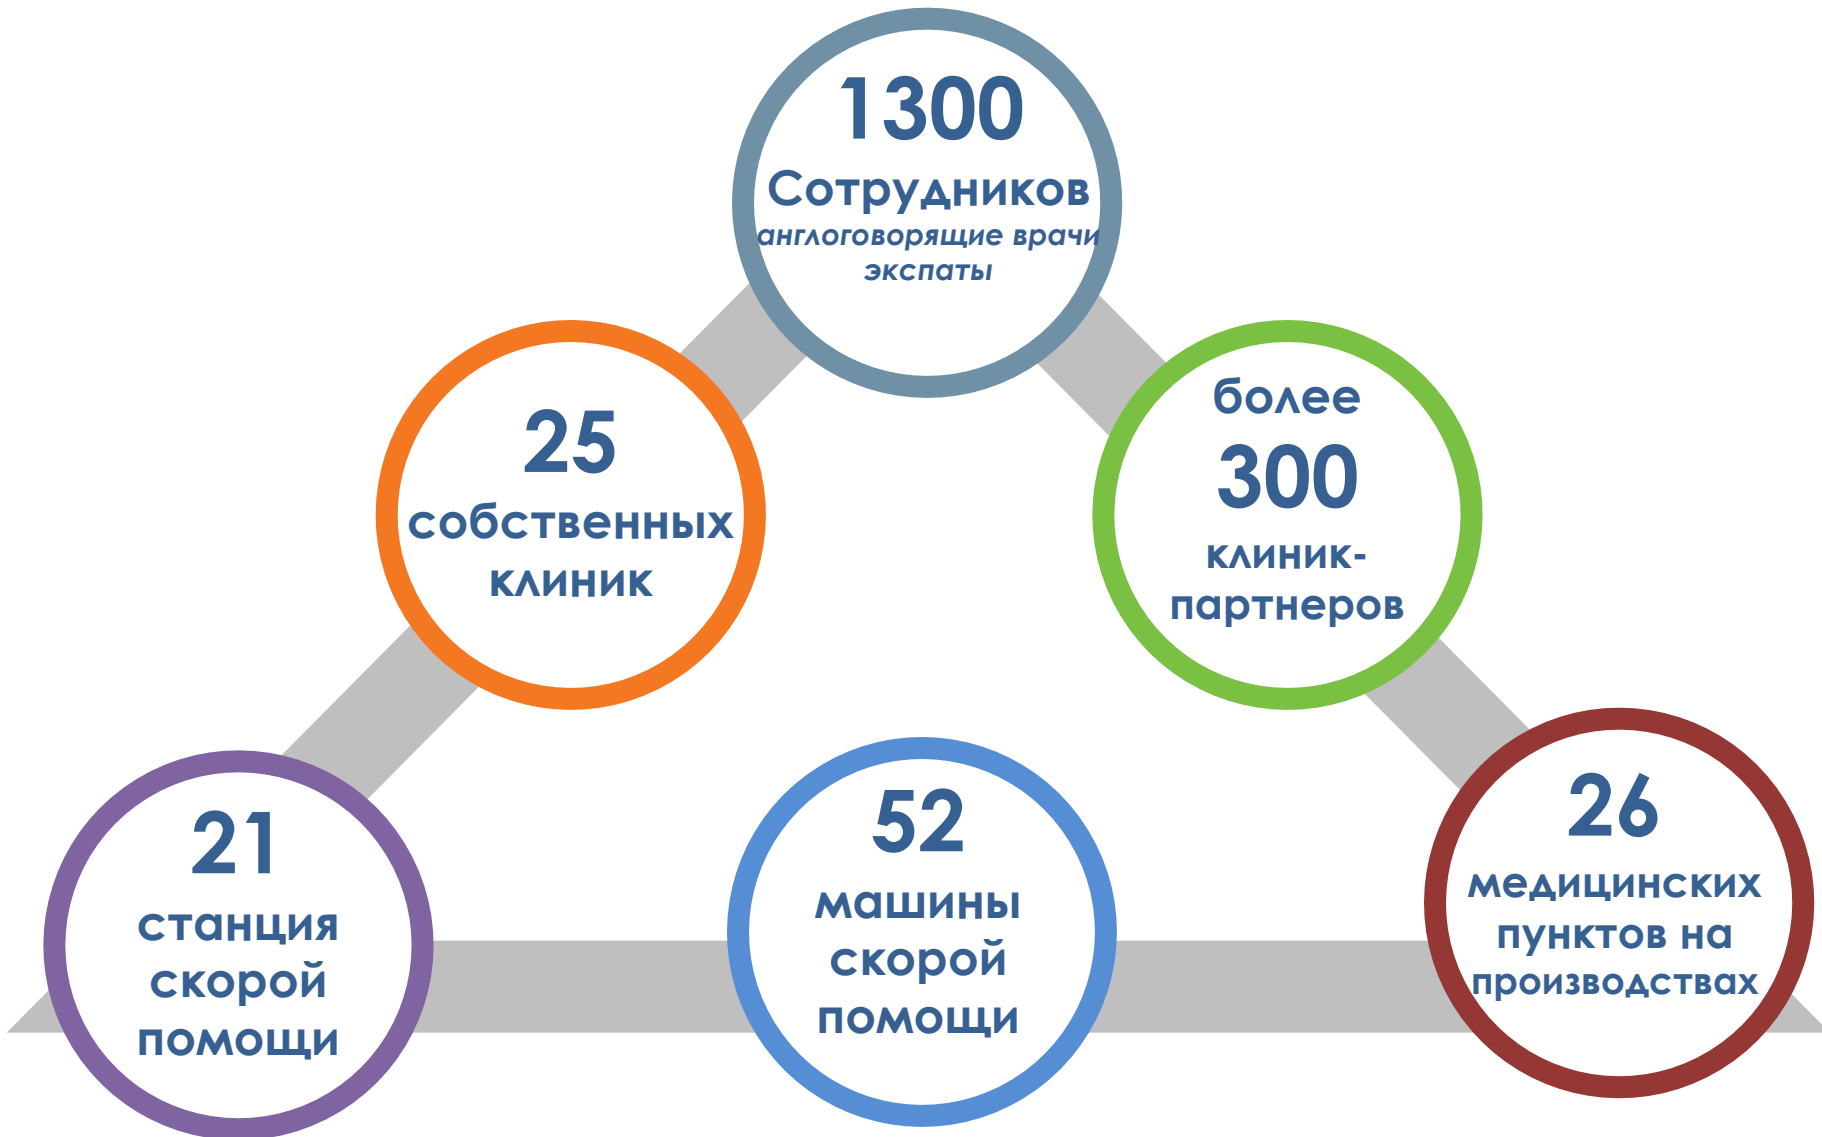 1300
Сотрудников
англоговорящие врачи
экспаты
25
собственных
клиник
более
300
клиник-
партнеров
21
станция
скорой
помощи
52
машины
скорой
помощи
26
медицинских
пунктов на
производствах